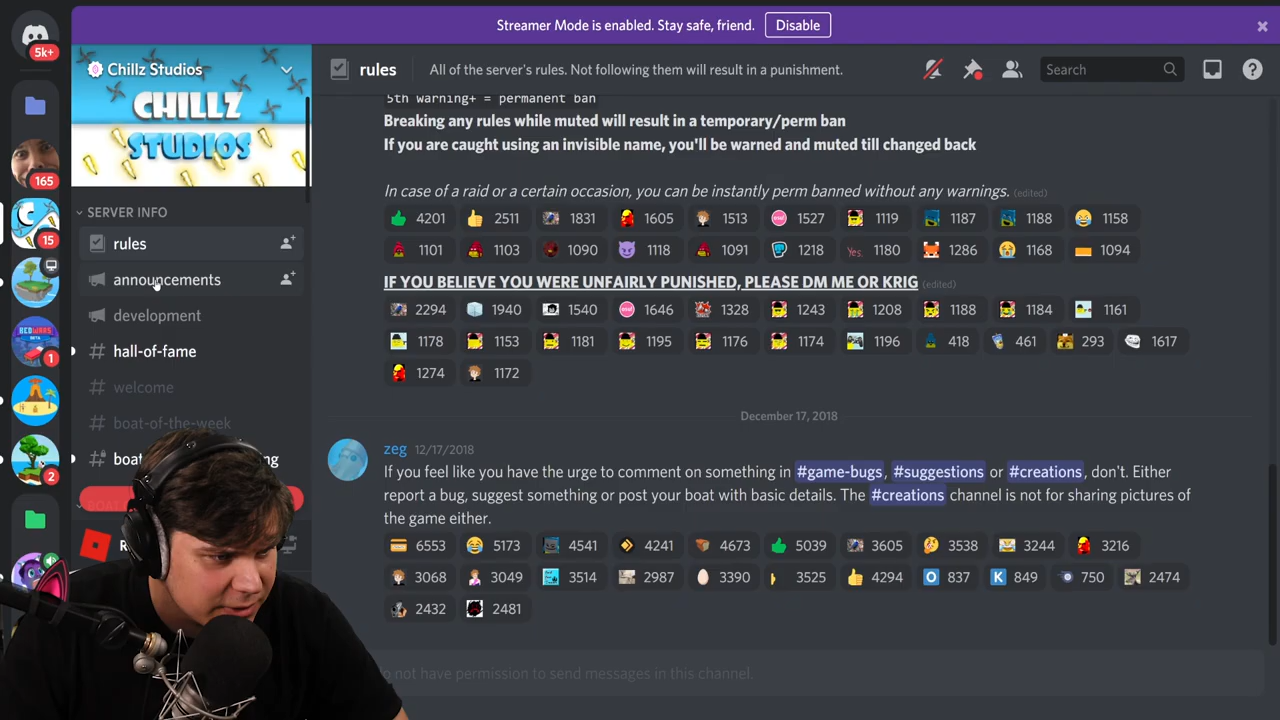 Streamer Mode is enabled. Stay safe, friend. Disable
5k+
165
15
1
2
Chillz Studios
CHILLZ
STUDIOS
SERVER INFO
rules
announcements
development
hall-of-fame
welcome
boat-of-the-week
rules
All of the server's rules. Not following them will result in a punishment.
Search
5th warning+ = permanent ban
Breaking any rules while muted will result in a temporary/perm ban
If you are caught using an invisible name, you'll be warned and muted till changed back
In case of a raid or a certain occasion, you can be instantly perm banned without any warnings. (edited)
4201 2511 1831 1605 1513 1527 1119 1187 1188 1158
1101 1103 1090 1118 1091 1218 Yes. 1180 1286 1168 1094
IF YOU BELIEVE YOU WERE UNFAIRLY PUNISHED, PLEASE DM ME OR KRIG (edited)
2294 1940 1540 1646 1328 1243 1208 1188 1184 1161
1178 1153 1181 1195 1176 1174 1196 418 461 293 1617
1274 1172
December 17, 2018
zeg 12/17/2018
If you feel like you have the urge to comment on something in #game-bugs, #suggestions or #creations, don't. Either
report a bug, suggest something or post your boat with basic details. The #creations channel is not for sharing pictures of
the game either.
6553 5173 4541 4241 4673 5039 3605 3538 3244 3216
3068 3049 3514 2987 3390 3525 4294 O 837 K 849 750 2474
2432 2481
o not have permission to send messages in this channel.